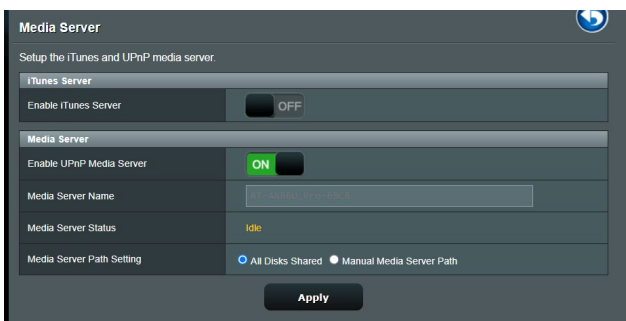 Media Server
Setup the iTunes and UPnP media server.
iTunes Server
Enable iTunes Server OFF
Media Server
Enable UPnP Media Server ON
Media Server Name
Media Server Status Idle
Media Server Path Setting All Disks Shared Manual Media Server Path
Apply